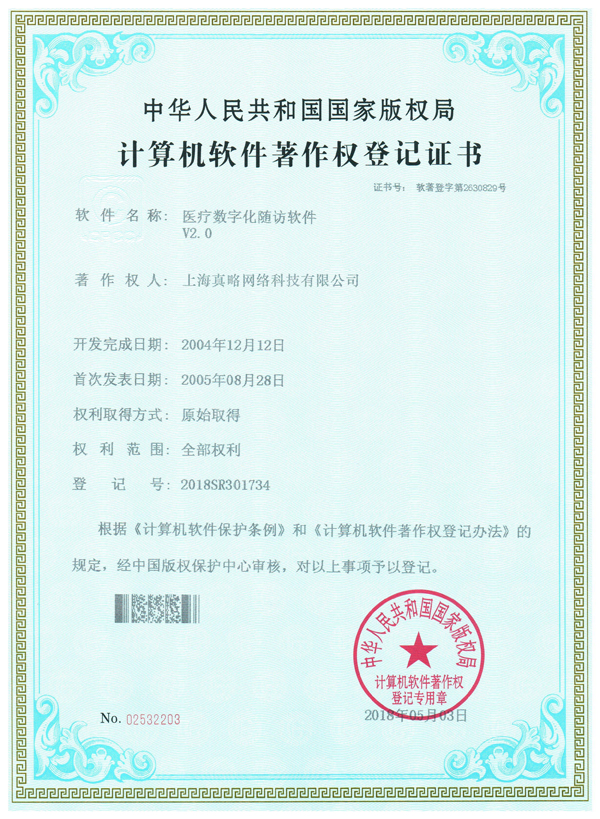 中华人民共和国国家版权局
计算机软件著作权登记证书
证书号： 软著登字第2630829号
软件名称： 医疗数字化随访软件
V2.0
著作权人： 上海真略网络科技有限公司
开发完成日期： 2004年12月12日
首次发表日期： 2005年08月28日
权利取得方式： 原始取得
权利范围： 全部权利
登记号： 2018SR301734
根据《计算机软件保护条例》和《计算机软件著作权登记办法》的
规定，经中国版权保护中心审核，对以上事项予以登记。
中华人民共和国国家版权局
计算机软件著作权
登记专用章
2018年05月03日
No. 02532203